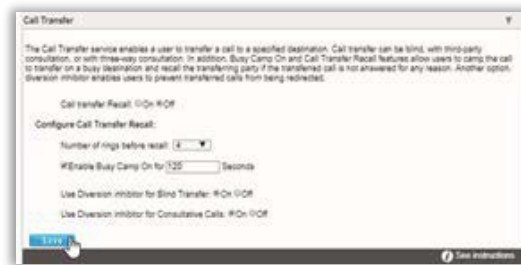 Call Transfer
The Call Transfer service enables a user to transfer a call to a specified destination. Call transfer can be blind, with third-party
consultation, or with three-way consultation. In addition, Busy Camp On and Call Transfer Recall features allow users to camp the call
to transfer on a busy destination and recall the transferring party if the transferred call is not answered for any reason. Another option,
diversion inhibitor enables users to prevent transferred calls from being redirected.
Call transfer Recall: On Off
Configure Call Transfer Recall:
Number of rings before recall: 4
Enable Busy Camp On for 120 Seconds
Use Diversion inhibitor for Blind Transfer: On Off
Use Diversion inhibitor for Consultative Calls: On Off
Save
See instructions